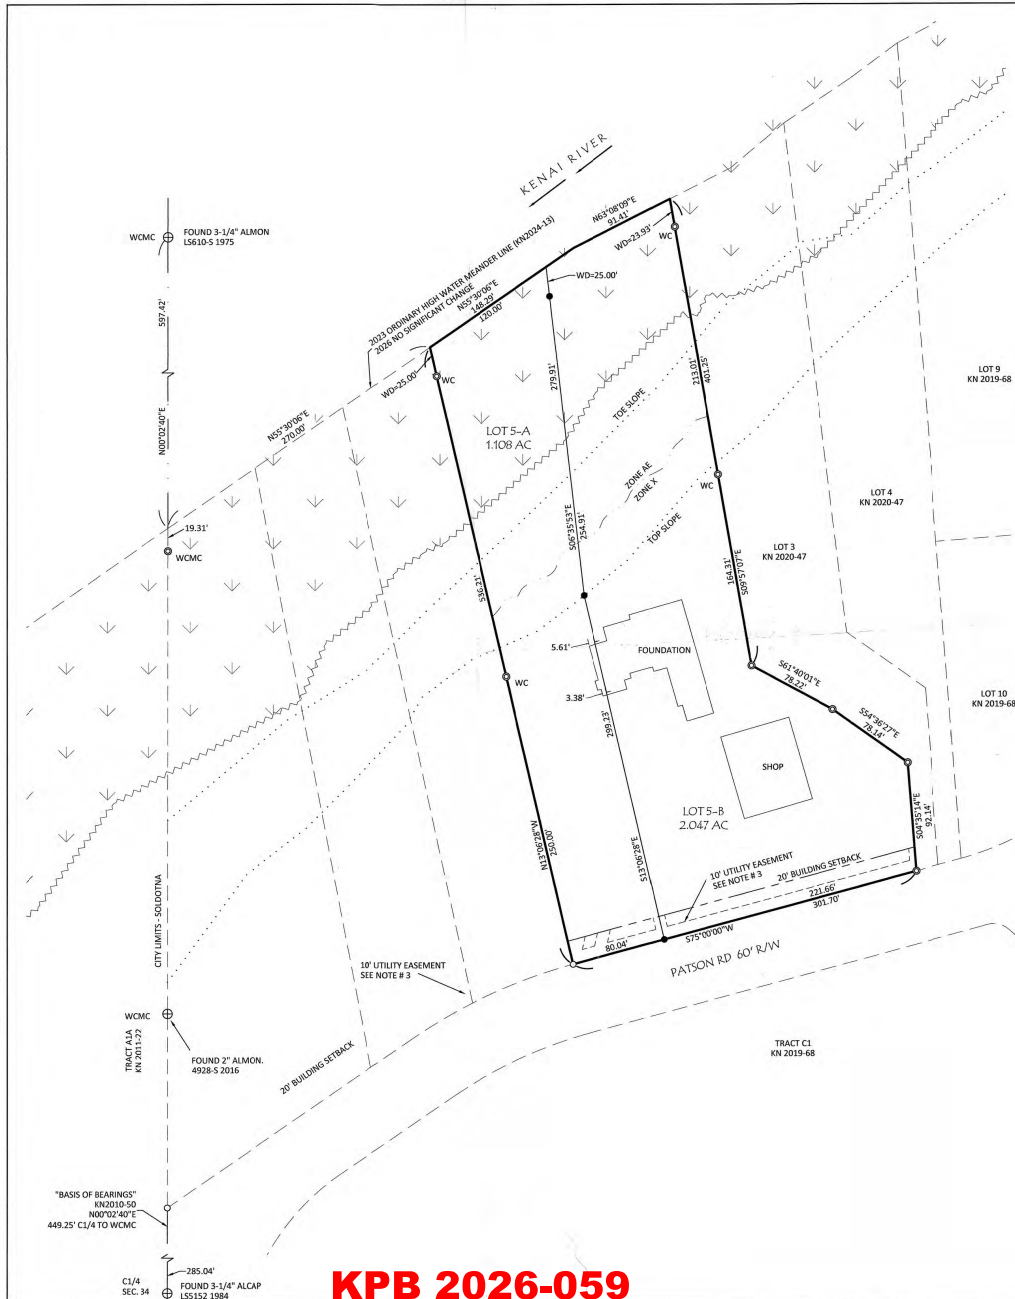 KENAI RIVER
WCMC
FOUND 3-1/4" ALMON
LS610-S 1975
597.42'
N00°02'40"E
N63°08'09"E
91.41'
WD=23.93'
WC
WD=25.00'
2023 ORDINARY HIGH WATER MEANDER LINE (KN2024-13)
2026 NO SIGNIFICANT CHANGE
N55°30'06"E
148.29'
120.00'
WD=25.00'
WC
N55°30'06"E
270.00'
279.91'
213.01'
401.25'
LOT 9
KN 2019-68
TOE SLOPE
LOT 5-A
1.108 AC
ZONE AE
ZONE X
WC
TOP SLOPE
LOT 4
KN 2020-47
19.31'
WCMC
S06°35'53"E
254.91'
LOT 3
KN 2020-47
164.31'
S09°57'07"E
536.21'
5.61'
FOUNDATION
S61°40'01"E
78.22'
WC
3.38'
LOT 10
KN 2019-68
S54°36'27"E
78.14'
299.23'
SHOP
LOT 5-B
2.047 AC
S04°35'14"E
92.14'
N13°06'28"W
250.00'
S13°06'28"E
10' UTILITY EASEMENT
SEE NOTE # 3
20' BUILDING SETBACK
221.66'
301.70'
CITY LIMITS - SOLDOTNA
80.04'
S75°00'00"W
PATSON RD 60' R/W
10' UTILITY EASEMENT
SEE NOTE # 3
WCMC
TRACT A1A
KN 2011-22
FOUND 2" ALMON.
4928-S 2016
TRACT C1
KN 2019-68
20' BUILDING SETBACK
"BASIS OF BEARINGS"
KN2010-50
N00°02'40"E
449.25' C1/4 TO WCMC
285.04'
C1/4
SEC. 34
FOUND 3-1/4" ALCAP
LS5152 1984
KPB 2026-059